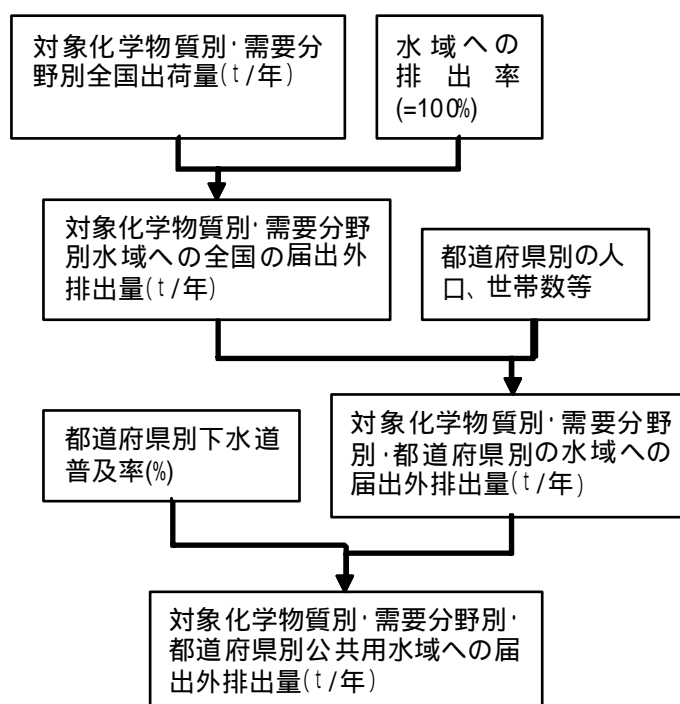 対象化学物質別･需要分
野別全国出荷量(t/年)
水域への
排出率
(=100%)
対象化学物質別･需要分野
別水域への全国の届出外
排出量(t/年)
都道府県別の人
口、世帯数等
都道府県別下水道
普及率(%)
対象化学物質別･需要分野
別･都道府県別の水域への
届出外排出量(t/年)
対象化学物質別･需要分野別･
都道府県別公共用水域への届
出外排出量(t/年)